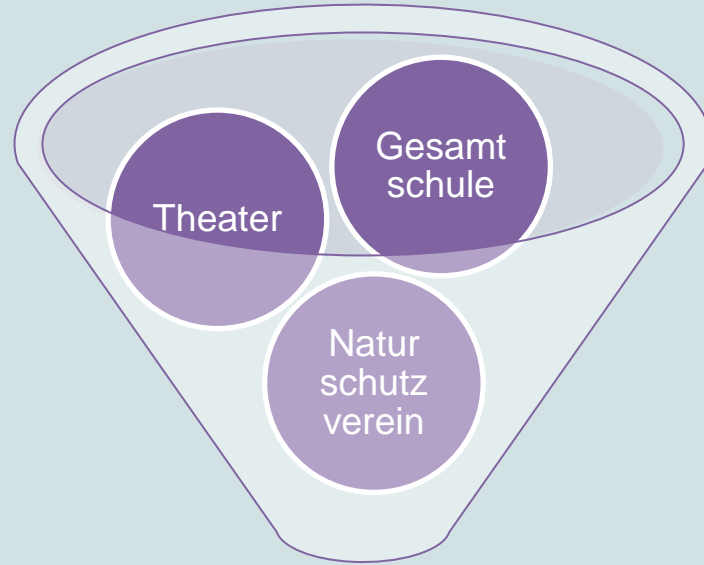 Theater
Gesamt
schule
Natur
schutz
verein